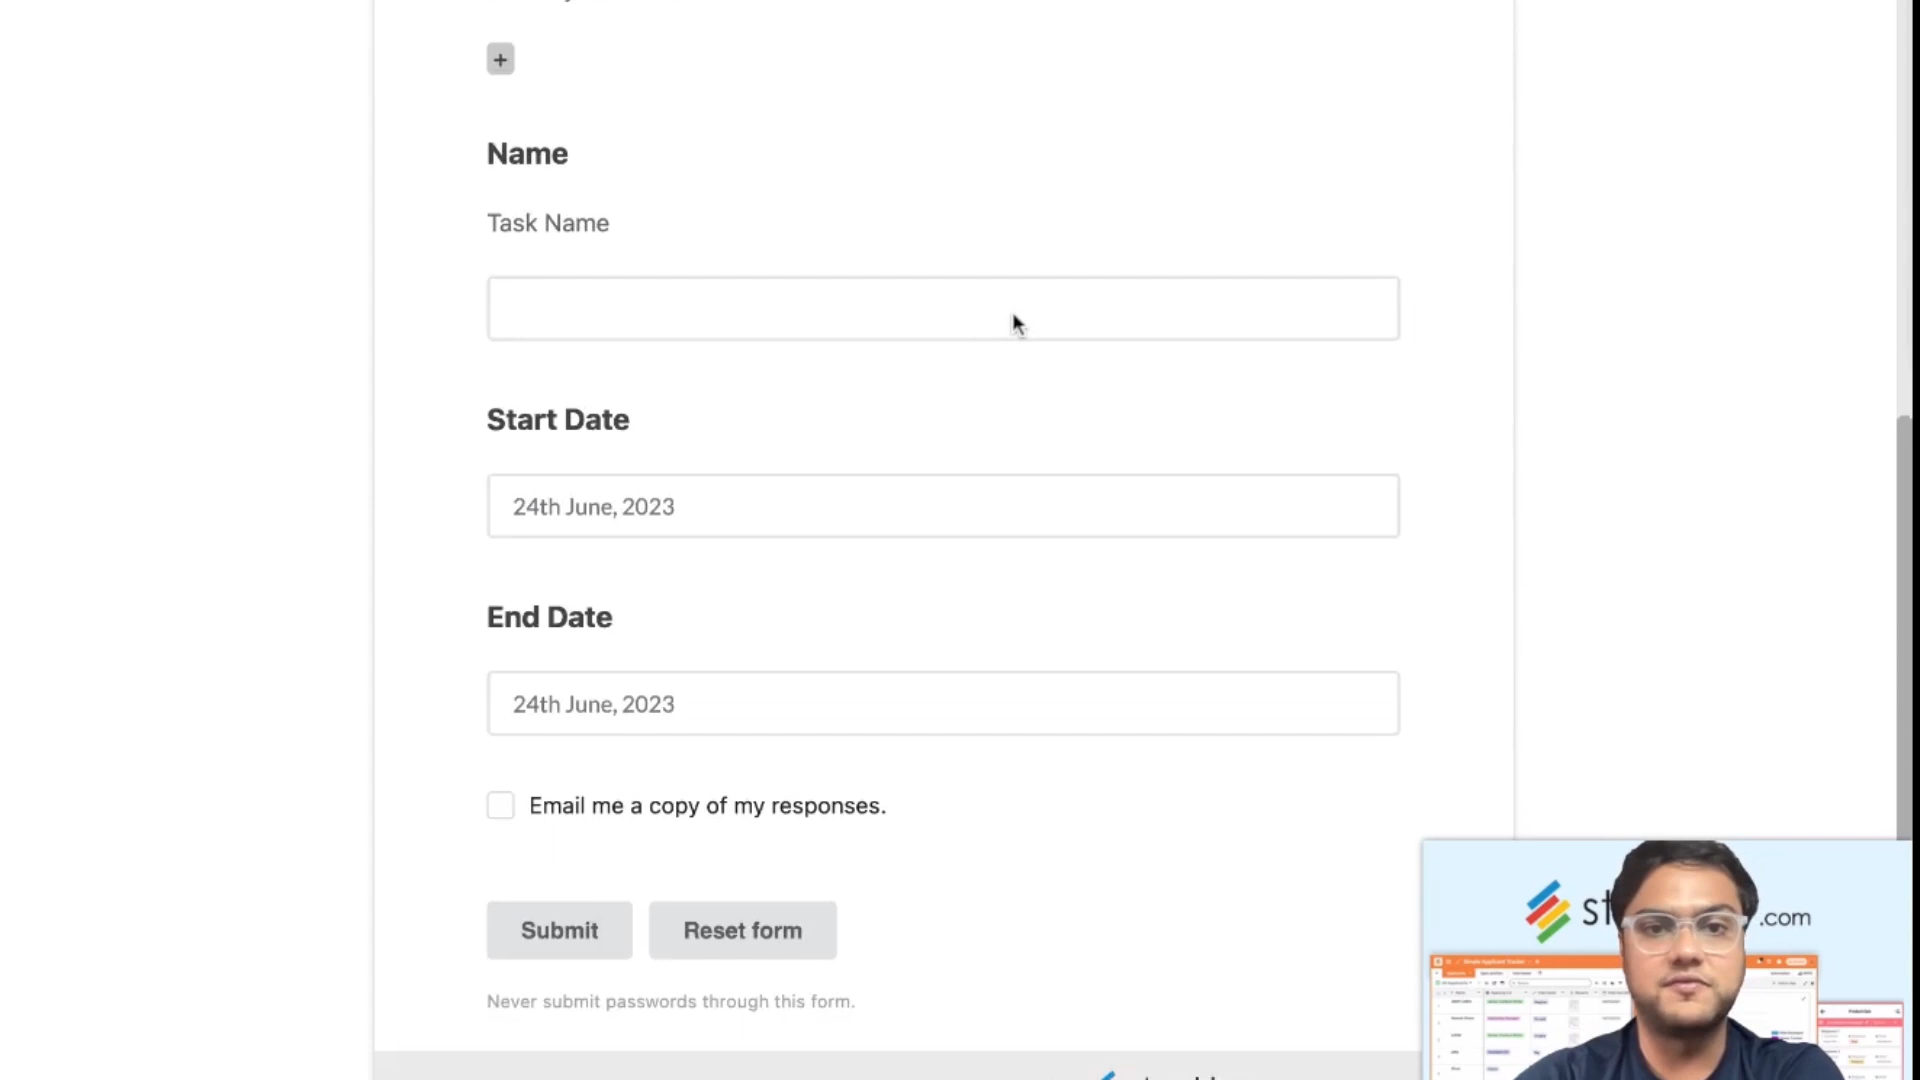 +
Name
Task Name
Start Date
24th June, 2023
End Date
24th June, 2023
Email me a copy of my responses.
Submit
Reset form
Never submit passwords through this form.
.com